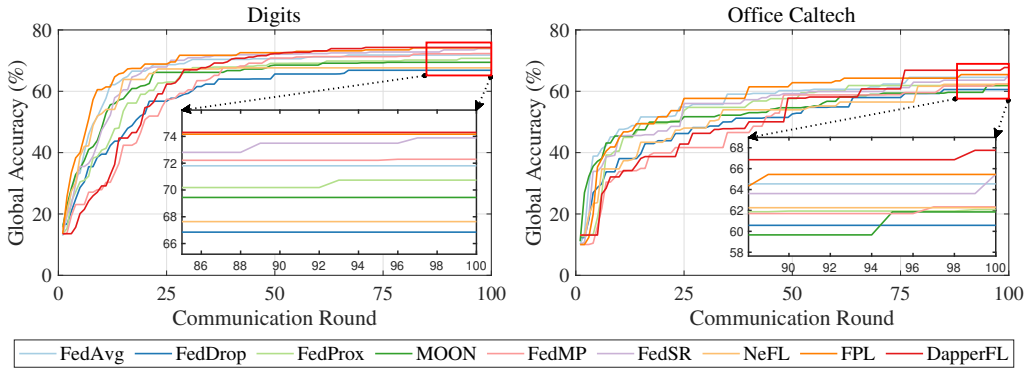 Digits
Global Accuracy (%)
80
60
40
20
0
74
72
70
68
66
86 88 90 92 94 96 98 100
0 25 50 75 100
Communication Round
Office Caltech
Global Accuracy (%)
80
60
40
20
0
69
68
66
64
62
60
58
90 92 94 96 98 100
0 25 50 75 100
Communication Round
FedAvg FedDrop FedProx MOON FedMP FedSR NeFL FPL DapperFL